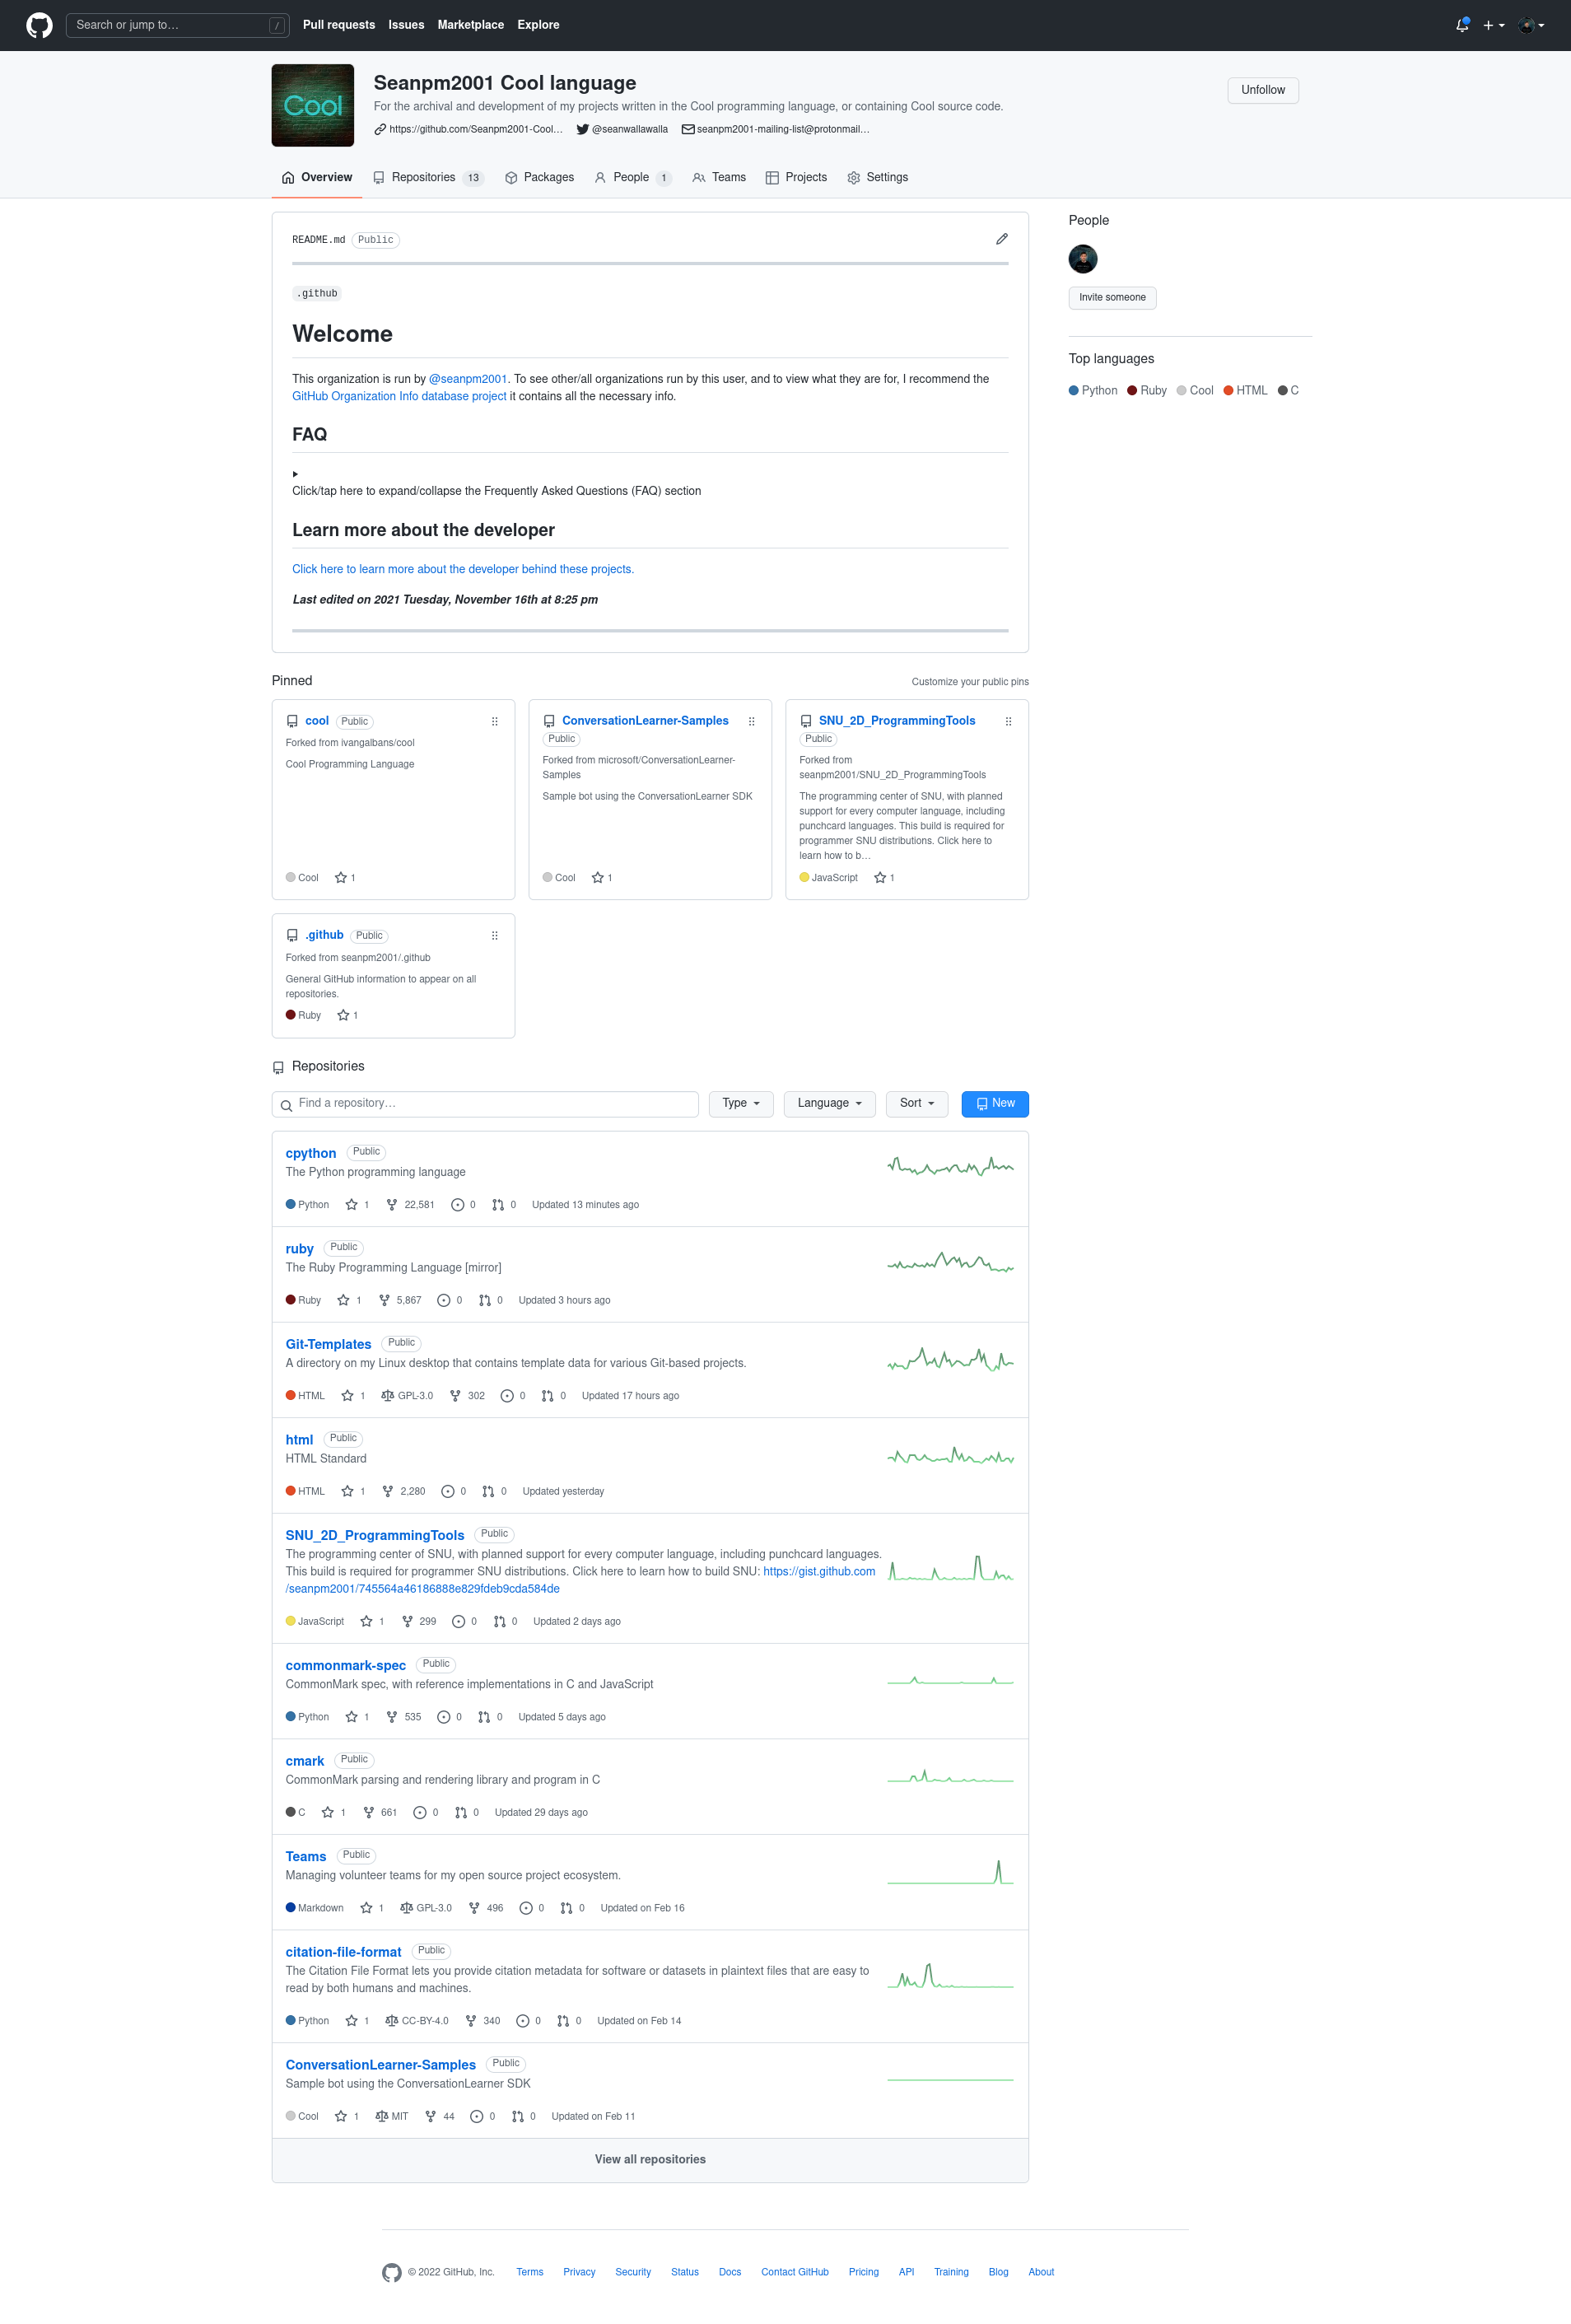 Search or jump to…
/
Pull requests
Issues
Marketplace
Explore
Cool
Seanpm2001 Cool language
For the archival and development of my projects written in the Cool programming language, or containing Cool source code.
https://github.com/Seanpm2001-Cool…
@seanwallawalla
seanpm2001-mailing-list@protonmail…
Unfollow
Overview
Repositories 13
Packages
People 1
Teams
Projects
Settings
README.md Public
.github
Welcome
This organization is run by @seanpm2001. To see other/all organizations run by this user, and to view what they are for, I recommend the
GitHub Organization Info database project it contains all the necessary info.
FAQ
Click/tap here to expand/collapse the Frequently Asked Questions (FAQ) section
Learn more about the developer
Click here to learn more about the developer behind these projects.
Last edited on 2021 Tuesday, November 16th at 8:25 pm
People
Invite someone
Top languages
Python Ruby Cool HTML C
Pinned
Customize your public pins
cool Public
Forked from ivangalbans/cool
Cool Programming Language
Cool 1
ConversationLearner-Samples
Public
Forked from microsoft/ConversationLearner-
Samples
Sample bot using the ConversationLearner SDK
Cool 1
SNU_2D_ProgrammingTools
Public
Forked from
seanpm2001/SNU_2D_ProgrammingTools
The programming center of SNU, with planned
support for every computer language, including
punchcard languages. This build is required for
programmer SNU distributions. Click here to
learn how to b…
JavaScript 1
.github Public
Forked from seanpm2001/.github
General GitHub information to appear on all
repositories.
Ruby 1
Repositories
Find a repository…
Type
Language
Sort
New
cpython Public
The Python programming language
Python 1 22,581 0 0 Updated 13 minutes ago
ruby Public
The Ruby Programming Language [mirror]
Ruby 1 5,867 0 0 Updated 3 hours ago
Git-Templates Public
A directory on my Linux desktop that contains template data for various Git-based projects.
HTML 1 GPL-3.0 302 0 0 Updated 17 hours ago
html Public
HTML Standard
HTML 1 2,280 0 0 Updated yesterday
SNU_2D_ProgrammingTools Public
The programming center of SNU, with planned support for every computer language, including punchcard languages.
This build is required for programmer SNU distributions. Click here to learn how to build SNU: https://gist.github.com
/seanpm2001/745564a46186888e829fdeb9cda584de
JavaScript 1 299 0 0 Updated 2 days ago
commonmark-spec Public
CommonMark spec, with reference implementations in C and JavaScript
Python 1 535 0 0 Updated 5 days ago
cmark Public
CommonMark parsing and rendering library and program in C
C 1 661 0 0 Updated 29 days ago
Teams Public
Managing volunteer teams for my open source project ecosystem.
Markdown 1 GPL-3.0 496 0 0 Updated on Feb 16
citation-file-format Public
The Citation File Format lets you provide citation metadata for software or datasets in plaintext files that are easy to
read by both humans and machines.
Python 1 CC-BY-4.0 340 0 0 Updated on Feb 14
ConversationLearner-Samples Public
Sample bot using the ConversationLearner SDK
Cool 1 MIT 44 0 0 Updated on Feb 11
View all repositories
© 2022 GitHub, Inc.
Terms
Privacy
Security
Status
Docs
Contact GitHub
Pricing
API
Training
Blog
About